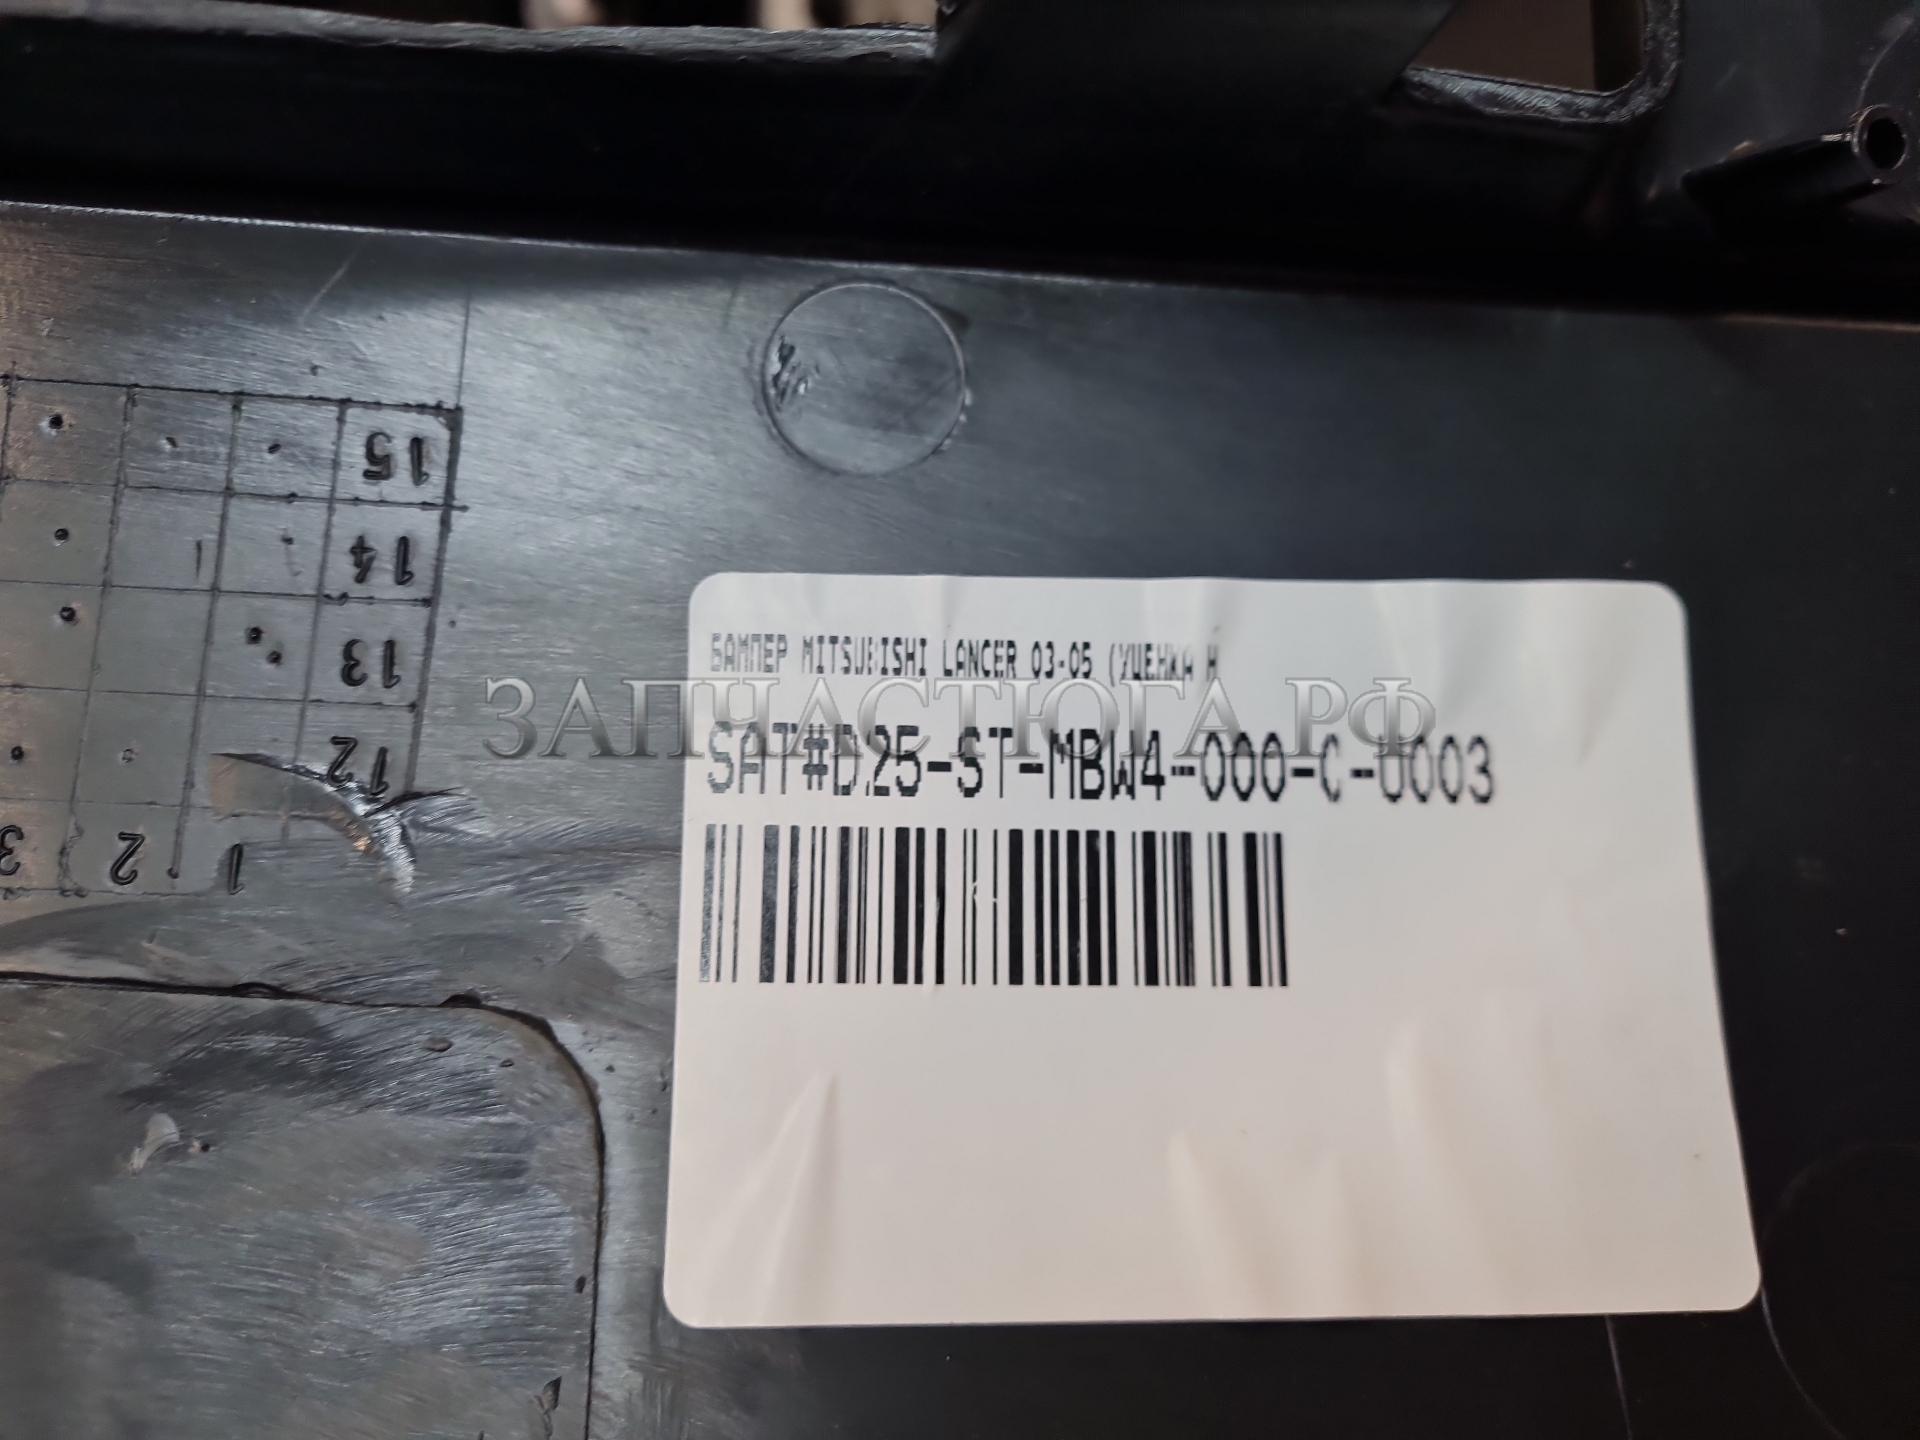 15
14
13
12
3 2 1
БАМПЕР MITSUBISHI LANCER 03-05 (УЦЕНКА Н
ЗАПЧАСТЮГА.РФ
SAT#D25-ST-MBW4-000-C-U003